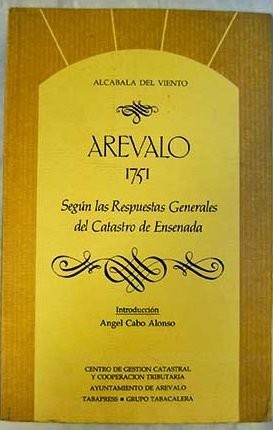 ALCABALA DEL VIENTO
AREVALO
1751
Según las Respuestas Generales
del Catastro de Ensenada
Introducción
Angel Cabo Alonso
CENTRO DE GESTION CATASTRAL
Y COOPERACION TRIBUTARIA
AYUNTAMIENTO DE AREVALO
TABAPRESS ■ GRUPO TABACALERA